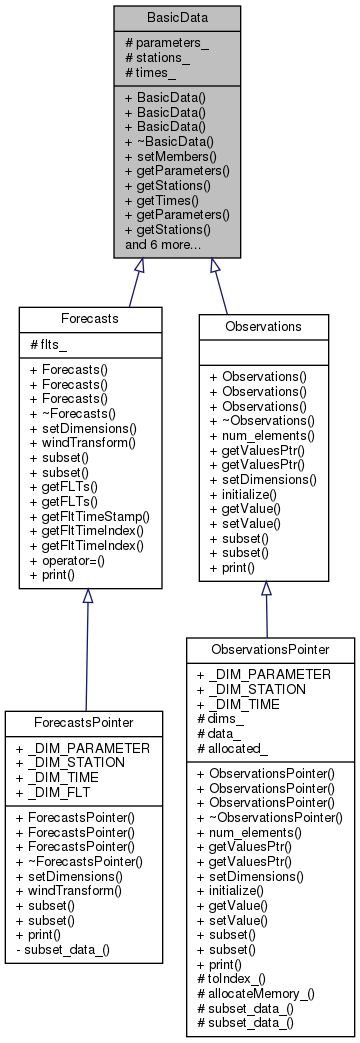 BasicData
# parameters_
# stations_
# times_
+ BasicData()
+ BasicData()
+ BasicData()
+ ~BasicData()
+ setMembers()
+ getParameters()
+ getStations()
+ getTimes()
+ getParameters()
+ getStations()
and 6 more...
Forecasts
# flts_
+ Forecasts()
+ Forecasts()
+ Forecasts()
+ ~Forecasts()
+ setDimensions()
+ windTransform()
+ subset()
+ subset()
+ getFLTs()
+ getFLTs()
+ getFltTimeStamp()
+ getFltTimeIndex()
+ getFltTimeIndex()
+ operator=()
+ print()
Observations
+ Observations()
+ Observations()
+ Observations()
+ ~Observations()
+ num_elements()
+ getValuesPtr()
+ getValuesPtr()
+ setDimensions()
+ initialize()
+ getValue()
+ setValue()
+ subset()
+ subset()
+ print()
ForecastsPointer
+ _DIM_PARAMETER
+ _DIM_STATION
+ _DIM_TIME
+ _DIM_FLT
+ ForecastsPointer()
+ ForecastsPointer()
+ ForecastsPointer()
+ ~ForecastsPointer()
+ setDimensions()
+ windTransform()
+ subset()
+ subset()
+ print()
- subset_data_()
ObservationsPointer
+ _DIM_PARAMETER
+ _DIM_STATION
+ _DIM_TIME
# dims_
# data_
# allocated_
+ ObservationsPointer()
+ ObservationsPointer()
+ ObservationsPointer()
+ ~ObservationsPointer()
+ num_elements()
+ getValuesPtr()
+ getValuesPtr()
+ setDimensions()
+ initialize()
+ getValue()
+ setValue()
+ subset()
+ subset()
+ print()
# toIndex_()
# allocateMemory_()
# subset_data_()
# subset_data_()